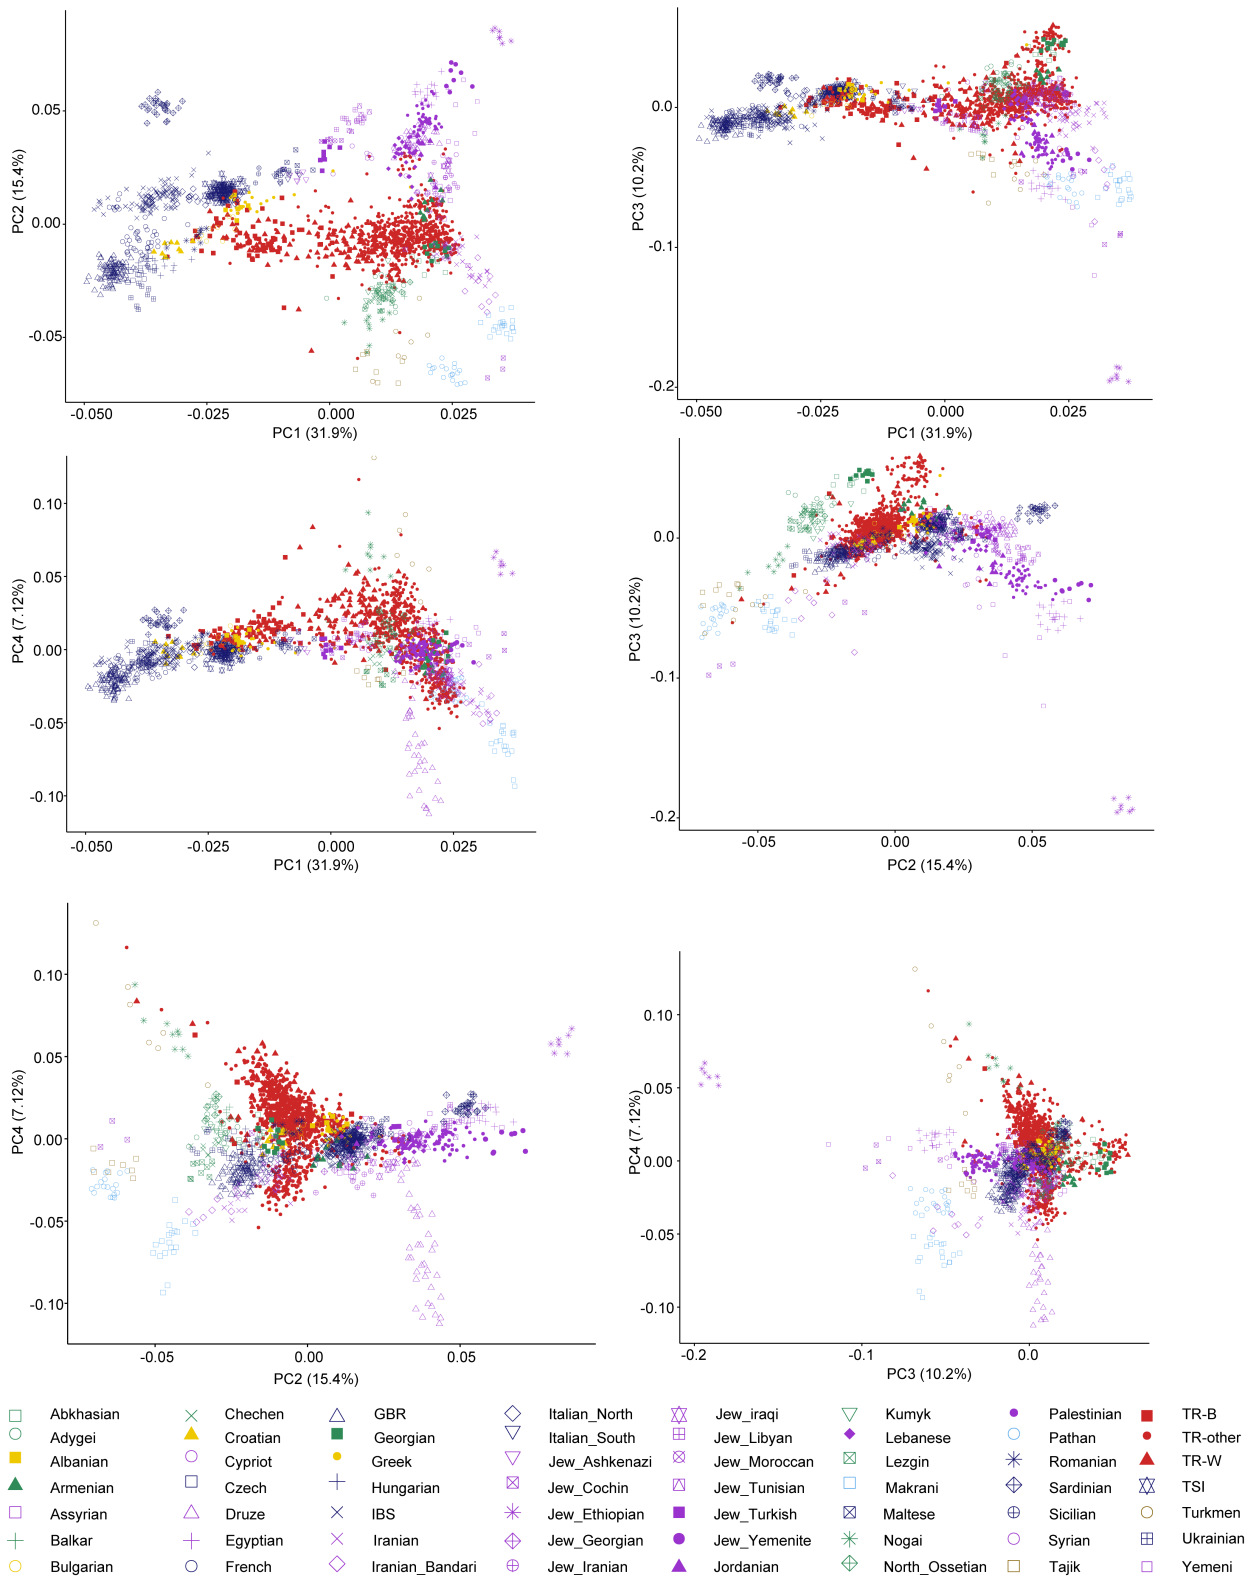 0.05
0.00
-0.05
PC2 (15.4%)
-0.050
-0.025
0.000
0.025
PC1 (31.9%)
0.0
-0.1
-0.2
PC3 (10.2%)
-0.050
-0.025
0.000
0.025
PC1 (31.9%)
0.10
0.05
0.00
-0.05
-0.10
PC4 (7.12%)
-0.050
-0.025
0.000
0.025
PC1 (31.9%)
0.0
-0.1
-0.2
PC3 (10.2%)
-0.05
0.00
0.05
PC2 (15.4%)
0.10
0.05
0.00
-0.05
-0.10
PC4 (7.12%)
-0.05
0.00
0.05
PC2 (15.4%)
0.10
0.05
0.00
-0.05
-0.10
PC4 (7.12%)
-0.2
-0.1
0.0
PC3 (10.2%)
Abkhasian Chechen GBR Italian_North Jew_iraqi Kumyk Palestinian TR-B
Adygei Croatian Georgian Italian_South Jew_Libyan Lebanese Pathan TR-other
Albanian Cypriot Greek Jew_Ashkenazi Jew_Moroccan Lezgin Romanian TR-W
Armenian Czech Hungarian Jew_Cochin Jew_Tunisian Makrani Sardinian TSI
Assyrian Druze IBS Jew_Ethiopian Jew_Turkish Maltese Sicilian Turkmen
Balkar Egyptian Iranian Jew_Georgian Jew_Yemenite Nogai Syrian Ukrainian
Bulgarian French Iranian_Bandari Jew_Iranian Jordanian North_Ossetian Tajik Yemeni